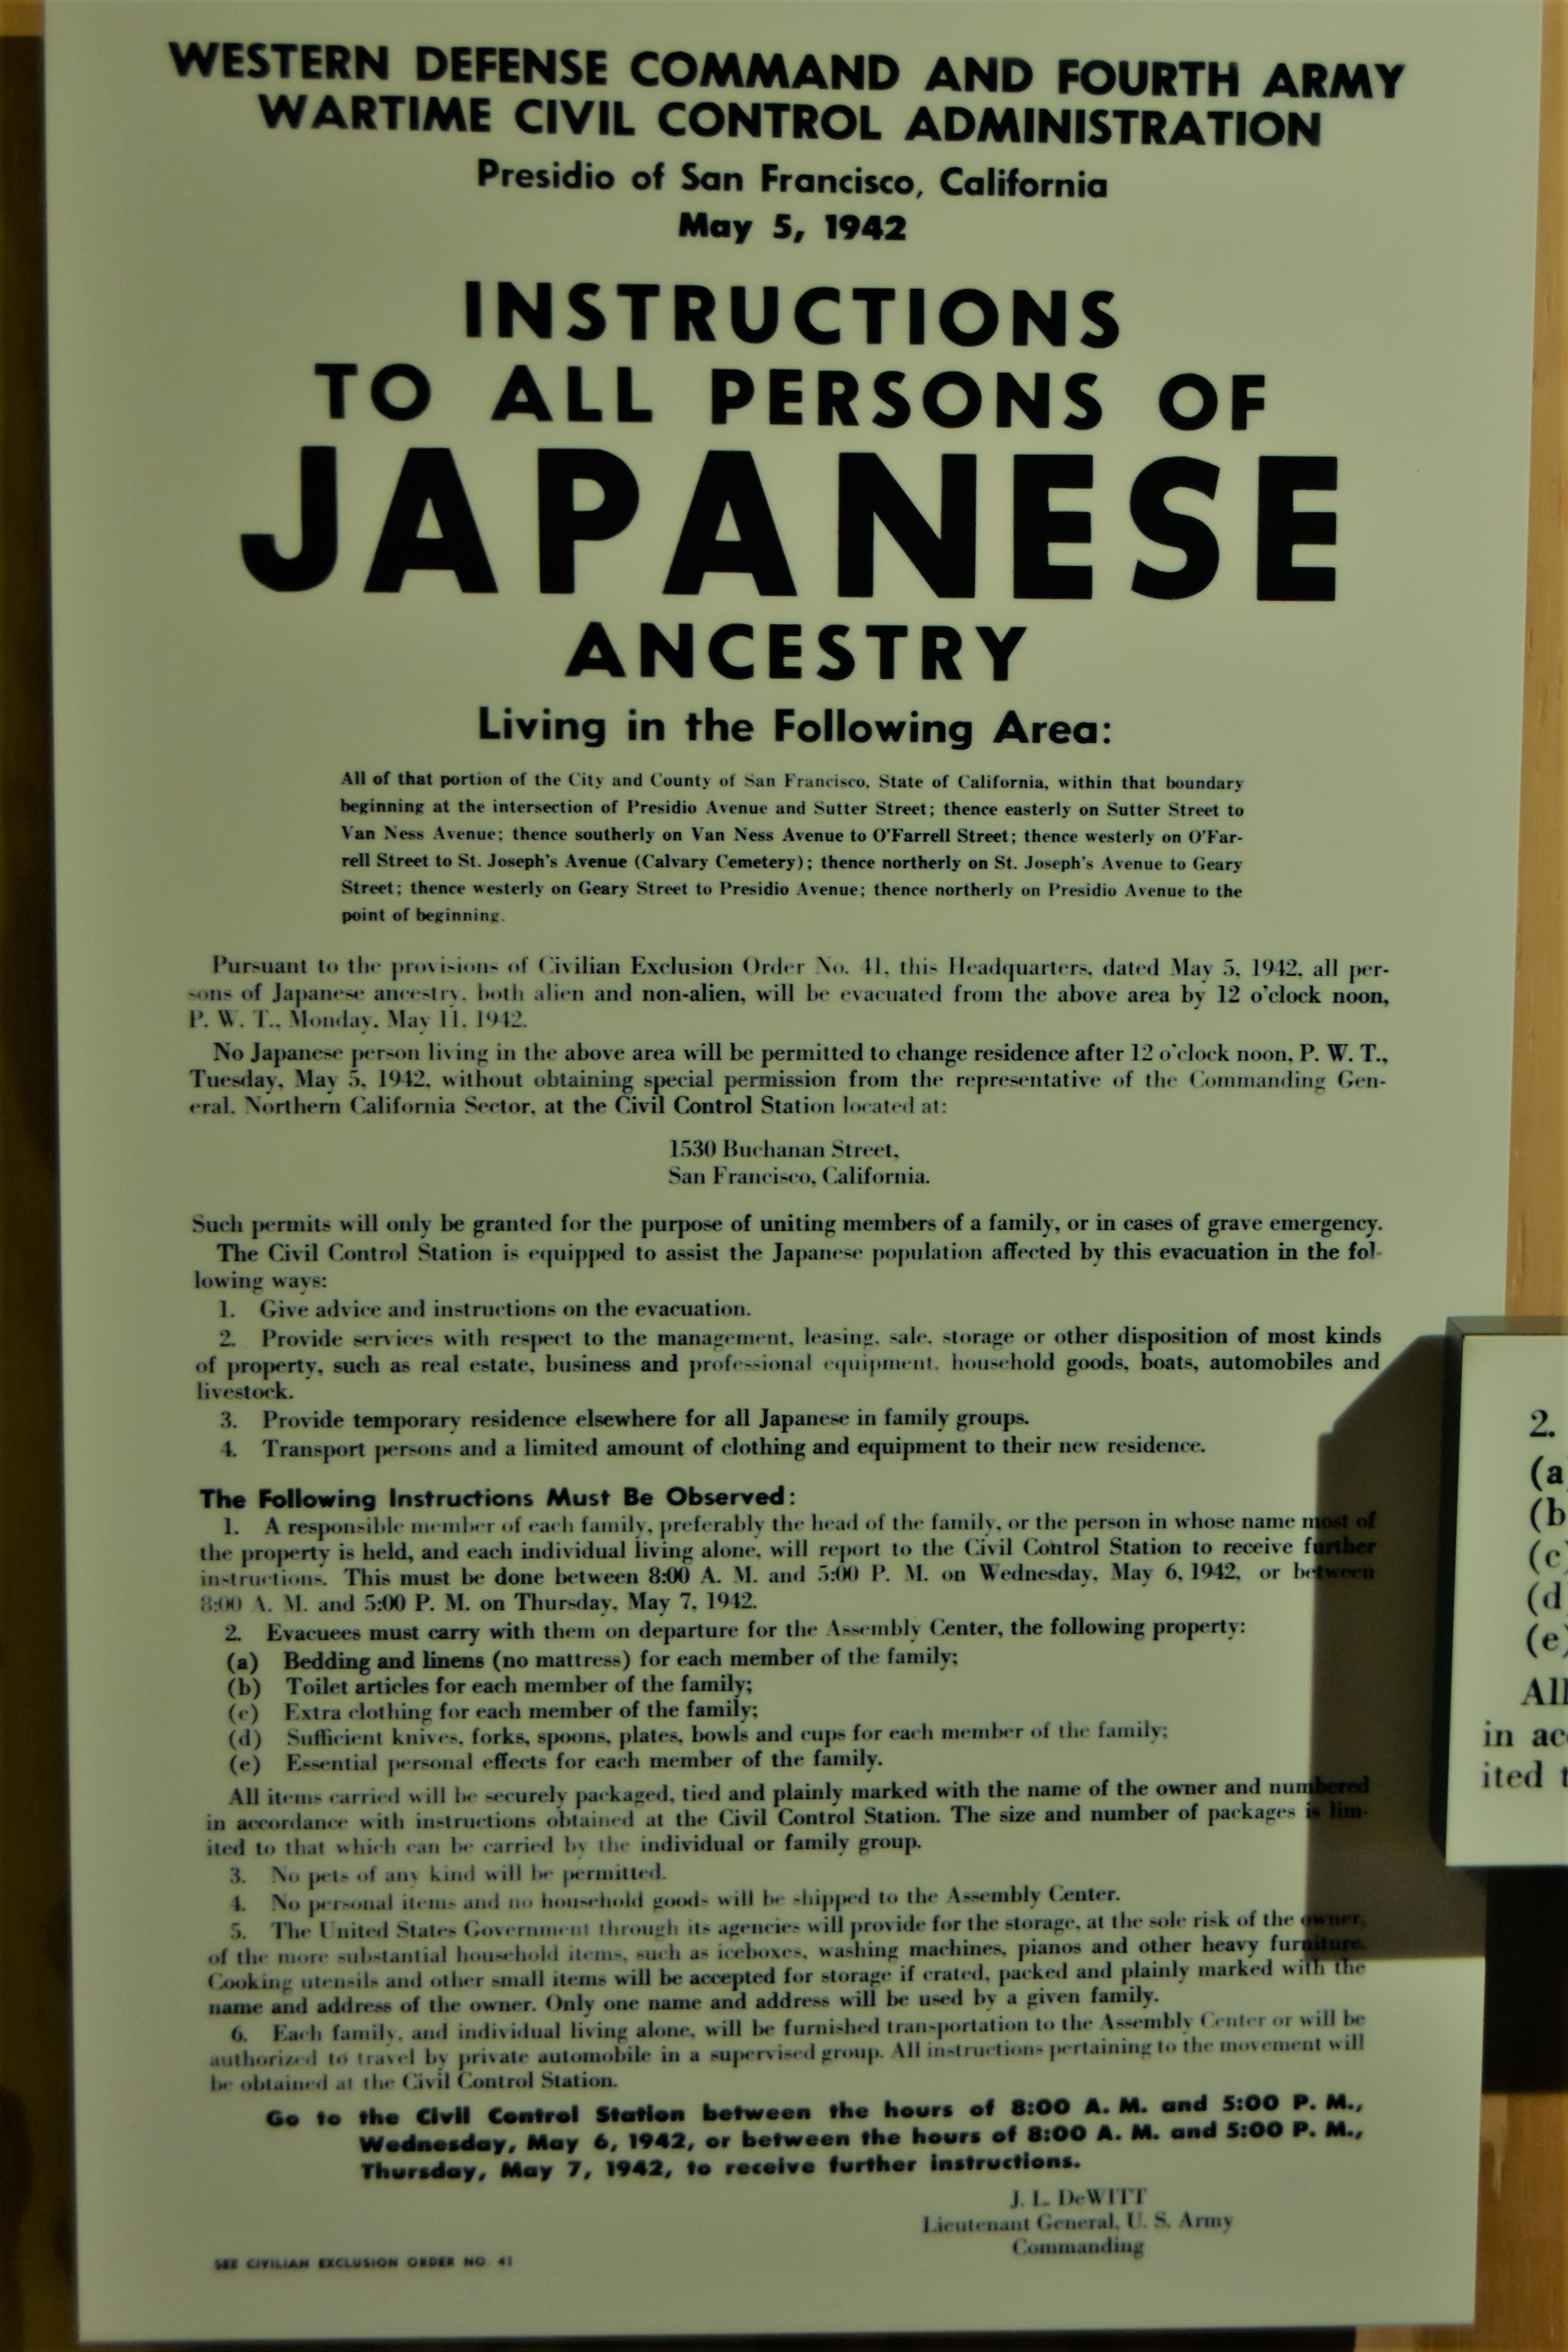 WESTERN DEFENSE COMMAND AND FOURTH ARMY
WARTIME CIVIL CONTROL ADMINISTRATION
Presidio of San Francisco, California
May 5, 1942
INSTRUCTIONS
TO ALL PERSONS OF
JAPANESE
ANCESTRY
Living in the Following Area:
All of that portion of the City and County of San Francisco, State of California, within that boundary
beginning at the intersection of Presidio Avenue and Sutter Street; thence easterly on Sutter Street to
Van Ness Avenue; thence southerly on Van Ness Avenue to O'Farrell Street; thence westerly on O'Far-
rell Street to St. Joseph's Avenue (Calvary Cemetery); thence northerly on St. Joseph's Avenue to Geary
Street; thence westerly on Geary Street to Presidio Avenue; thence northerly on Presidio Avenue to the
point of beginning.
Pursuant to the provisions of Civilian Exclusion Order No. 41, this Headquarters, dated May 5, 1942, all per-
sons of Japanese ancestry, both alien and non-alien, will be evacuated from the above area by 12 o'clock noon,
P. W. T., Monday, May 11, 1942.
No Japanese person living in the above area will be permitted to change residence after 12 o'clock noon, P. W. T.,
Tuesday, May 5, 1942, without obtaining special permission from the representative of the Commanding Gen-
eral, Northern California Sector, at the Civil Control Station located at:
1530 Buchanan Street,
San Francisco, California.
Such permits will only be granted for the purpose of uniting members of a family, or in cases of grave emergency.
The Civil Control Station is equipped to assist the Japanese population affected by this evacuation in the fol-
lowing ways:
1. Give advice and instructions on the evacuation.
2. Provide services with respect to the management, leasing, sale, storage or other disposition of most kinds
of property, such as real estate, business and professional equipment, household goods, boats, automobiles and
livestock.
3. Provide temporary residence elsewhere for all Japanese in family groups.
4. Transport persons and a limited amount of clothing and equipment to their new residence.
The Following Instructions Must Be Observed:
1. A responsible member of each family, preferably the head of the family, or the person in whose name most of
the property is held, and each individual living alone, will report to the Civil Control Station to receive further
instructions. This must be done between 8:00 A. M. and 5:00 P. M. on Wednesday, May 6, 1942, or between
8:00 A. M. and 5:00 P. M. on Thursday, May 7, 1942.
2. Evacuees must carry with them on departure for the Assembly Center, the following property:
(a) Bedding and linens (no mattress) for each member of the family;
(b) Toilet articles for each member of the family;
(c) Extra clothing for each member of the family;
(d) Sufficient knives, forks, spoons, plates, bowls and cups for each member of the family;
(e) Essential personal effects for each member of the family.
All items carried will be securely packaged, tied and plainly marked with the name of the owner and numbered
in accordance with instructions obtained at the Civil Control Station. The size and number of packages is lim-
ited to that which can be carried by the individual or family group.
3. No pets of any kind will be permitted.
4. No personal items and no household goods will be shipped to the Assembly Center.
5. The United States Government through its agencies will provide for the storage, at the sole risk of the owner,
of the more substantial household items, such as iceboxes, washing machines, pianos and other heavy furniture.
Cooking utensils and other small items will be accepted for storage if crated, packed and plainly marked with the
name and address of the owner. Only one name and address will be used by a given family.
6. Each family, and individual living alone, will be furnished transportation to the Assembly Center or will be
authorized to travel by private automobile in a supervised group. All instructions pertaining to the movement will
be obtained at the Civil Control Station.
Go to the Civil Control Station between the hours of 8:00 A. M. and 5:00 P. M.,
Wednesday, May 6, 1942, or between the hours of 8:00 A. M. and 5:00 P. M.,
Thursday, May 7, 1942, to receive further instructions.
J. L. DeWITT
Lieutenant General, U. S. Army
Commanding
SEE CIVILIAN EXCLUSION ORDER NO. 41
2.
(a
(b
(c
(d
(e)
All
in ac
ited t